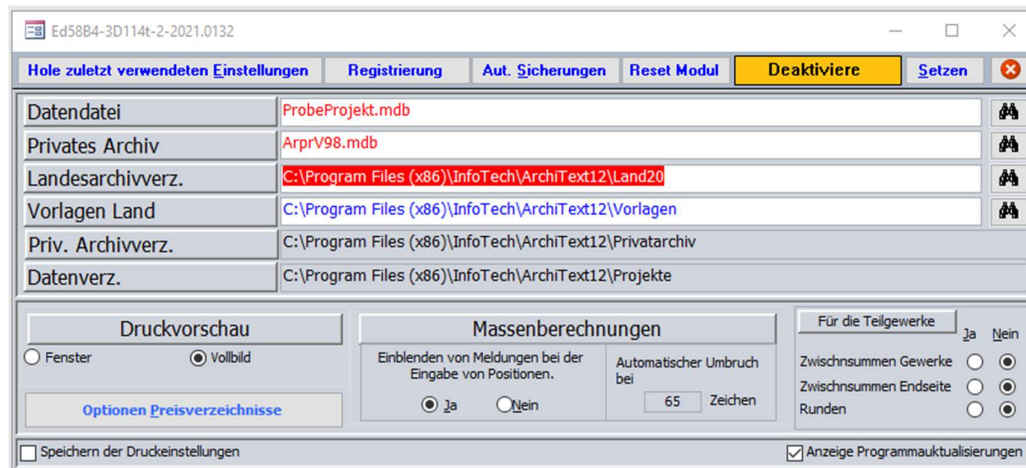 Ed58B4-3D114t-2-2021.0132
Hole zuletzt verwendeten Einstellungen Registrierung Aut. Sicherungen Reset Modul Deaktiviere Setzen
Datendatei ProbeProjekt.mdb
Privates Archiv ArprV98.mdb
Landesarchivverz. C:\Program Files (x86)\InfoTech\ArchiText12\Land20
Vorlagen Land C:\Program Files (x86)\InfoTech\ArchiText12\Vorlagen
Priv. Archivverz. C:\Program Files (x86)\InfoTech\ArchiText12\Privatarchiv
Datenverz. C:\Program Files (x86)\InfoTech\ArchiText12\Projekte
Druckvorschau
Fenster Vollbild
Optionen Preisverzeichnisse
Massenberechnungen
Einblenden von Meldungen bei der
Eingabe von Positionen.
Ja Nein
Automatischer Umbruch
bei
65 Zeichen
Für die Teilgewerke Ja Nein
Zwischnsummen Gewerke
Zwischnsummen Endseite
Runden
Speichern der Druckeinstellungen Anzeige Programmauktualisierungen